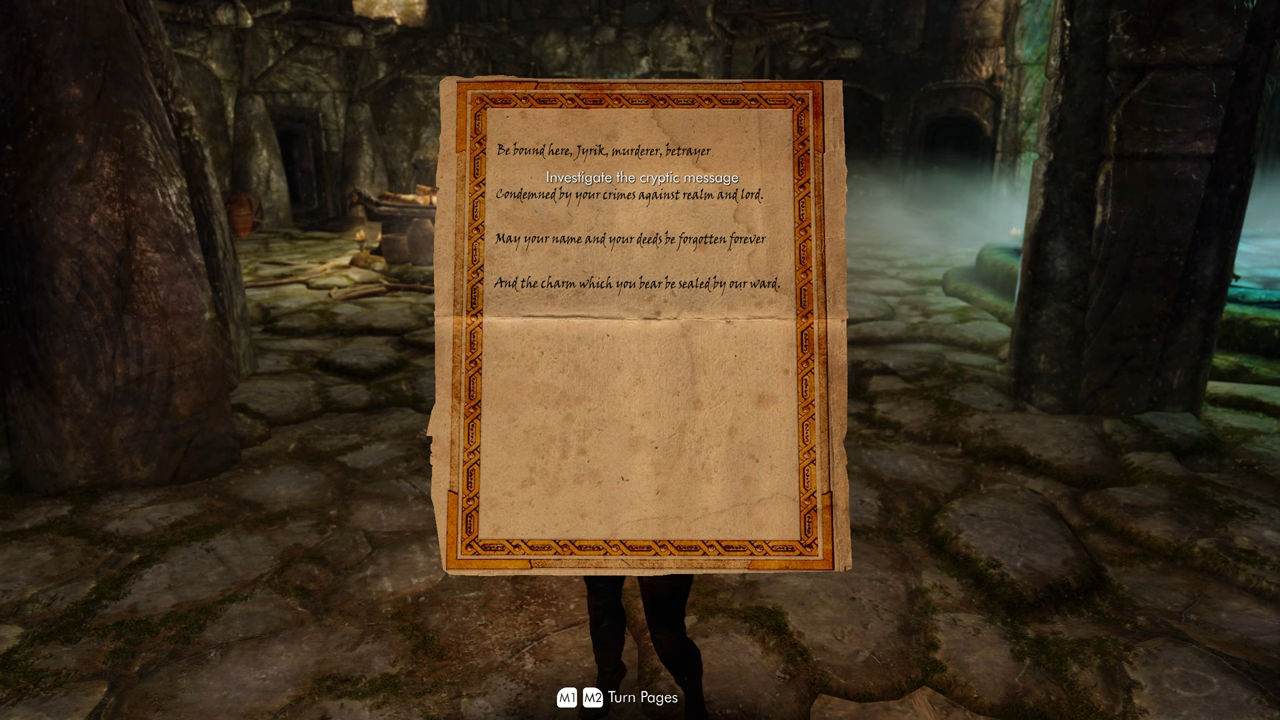 Be bound here, Jyrik, murderer, betrayer
Investigate the cryptic message
Condemned by your crimes against realm and lord.
May your name and your deeds be forgotten forever
And the charm which you bear be sealed by our ward.
M1 M2 Turn Pages